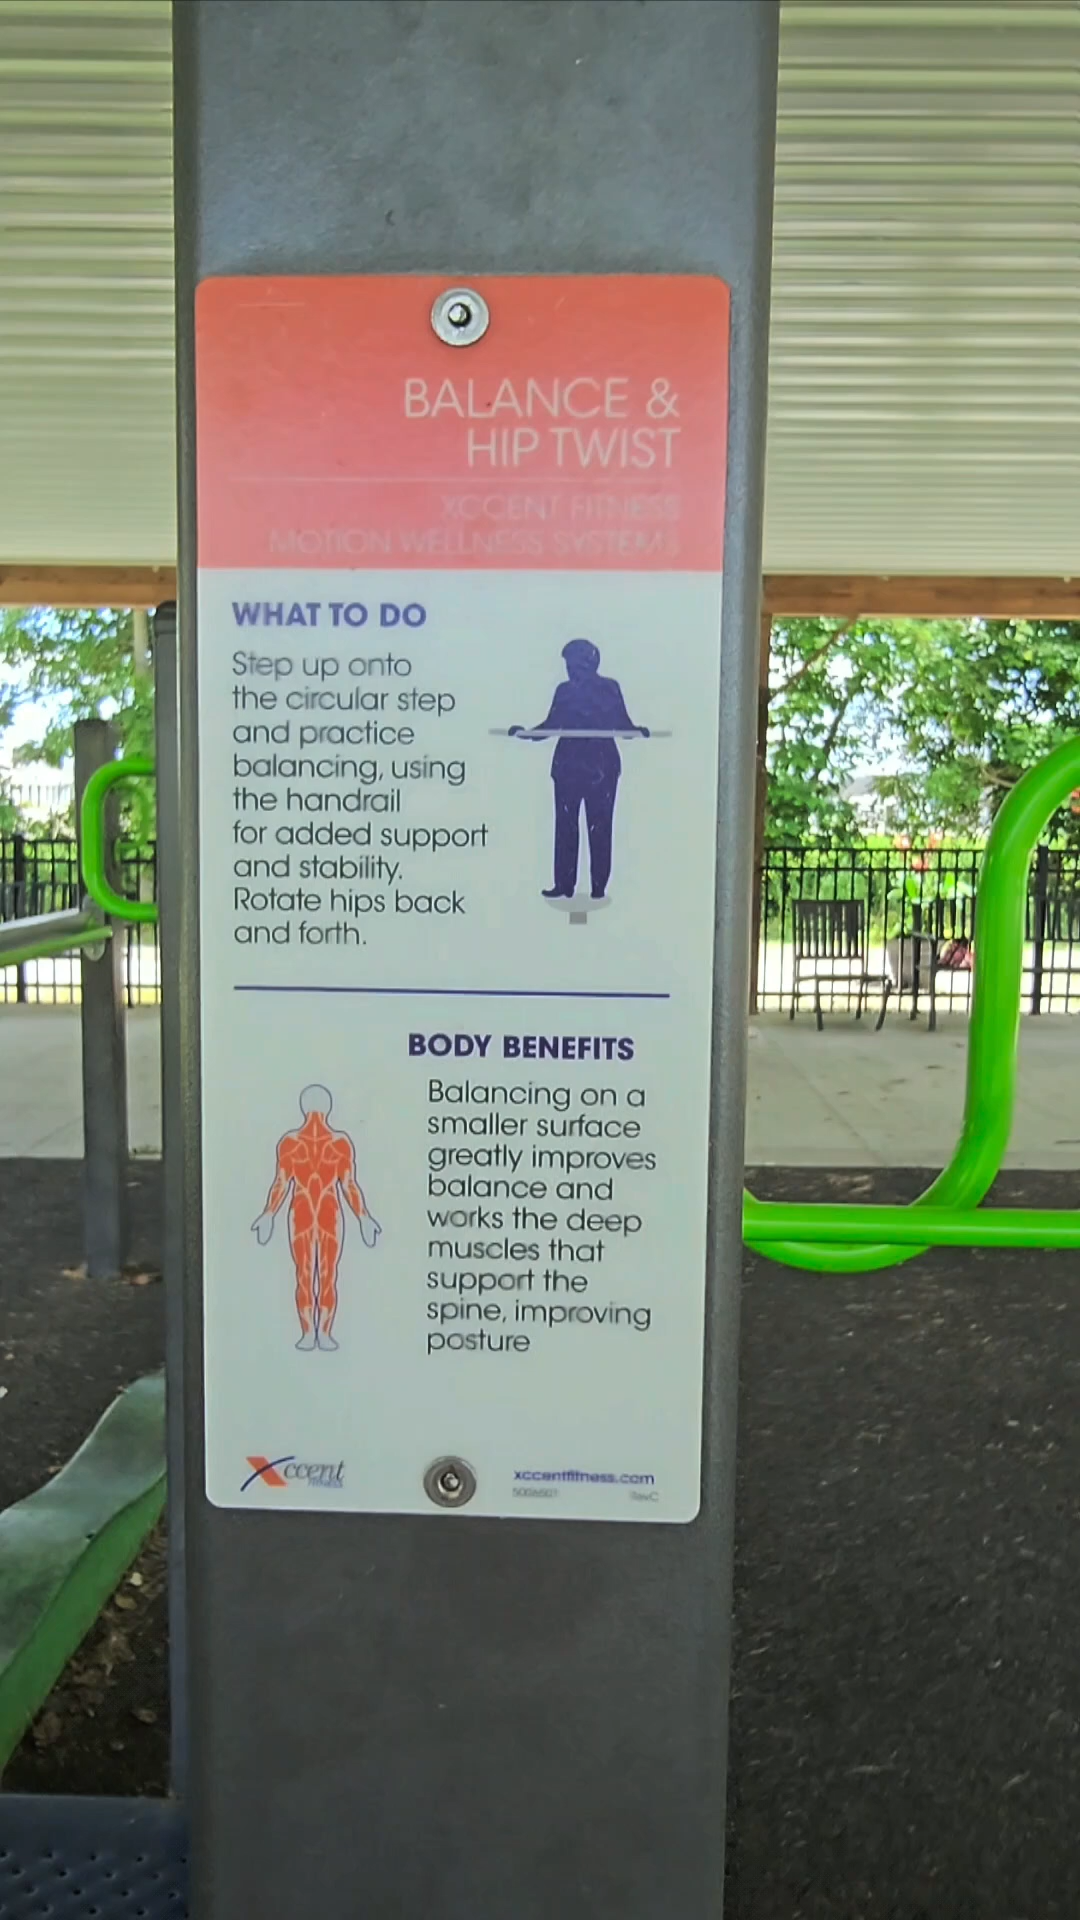 BALANCE &
HIP TWIST
XCCENT FITNESS
MOTION WELLNESS SYSTEMS
WHAT TO DO
Step up onto
the circular step
and practice
balancing, using
the handrail
for added support
and stability.
Rotate hips back
and forth.
BODY BENEFITS
Balancing on a
smaller surface
greatly improves
balance and
works the deep
muscles that
support the
spine, improving
posture
Xccent
FITNESS
xccentfitness.com
RevC